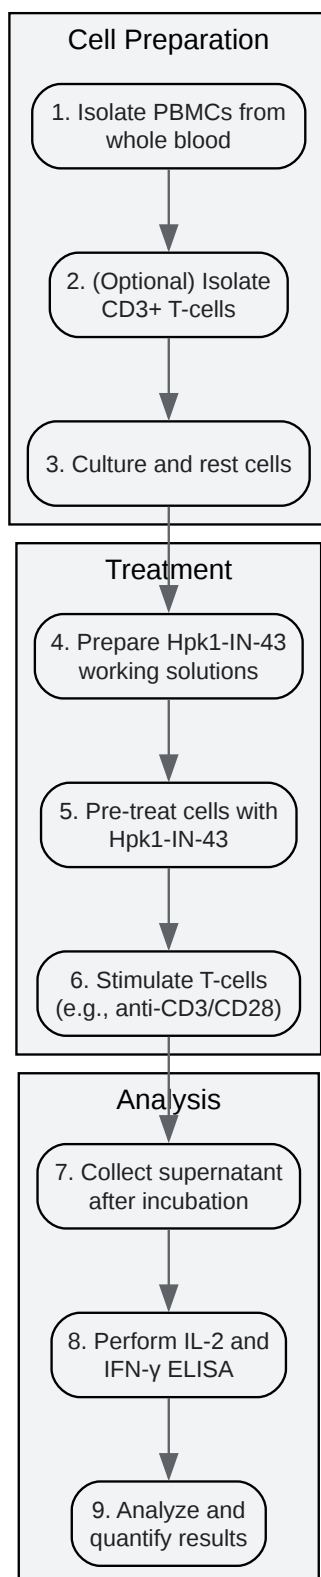 Cell Preparation
1. Isolate PBMCs from
whole blood
2. (Optional) Isolate
CD3+ T-cells
3. Culture and rest cells
Treatment
4. Prepare Hpk1-IN-43
working solutions
5. Pre-treat cells with
Hpk1-IN-43
6. Stimulate T-cells
(e.g., anti-CD3/CD28)
Analysis
7. Collect supernatant
after incubation
8. Perform IL-2 and
IFN-γ ELISA
9. Analyze and
quantify results